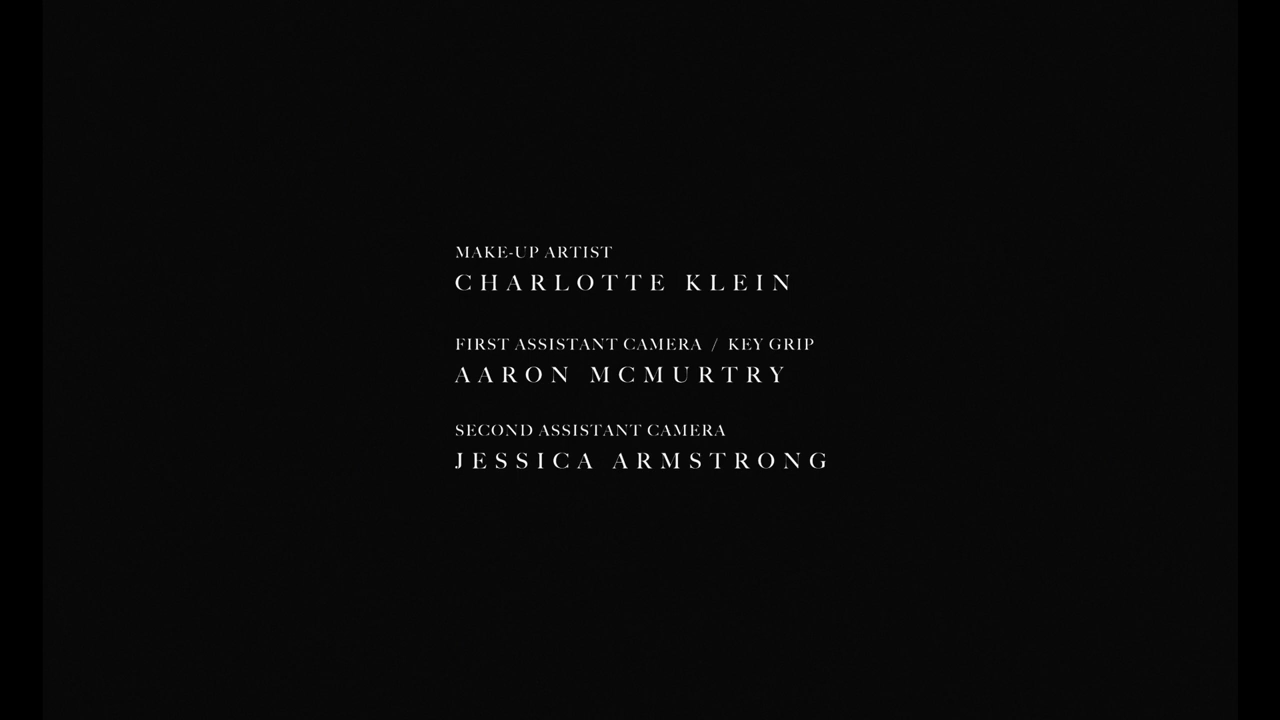 MAKE-UP ARTIST
CHARLOTTE KLEIN
FIRST ASSISTANT CAMERA / KEY GRIP
AARON MCMURTRY
SECOND ASSISTANT CAMERA
JESSICA ARMSTRONG